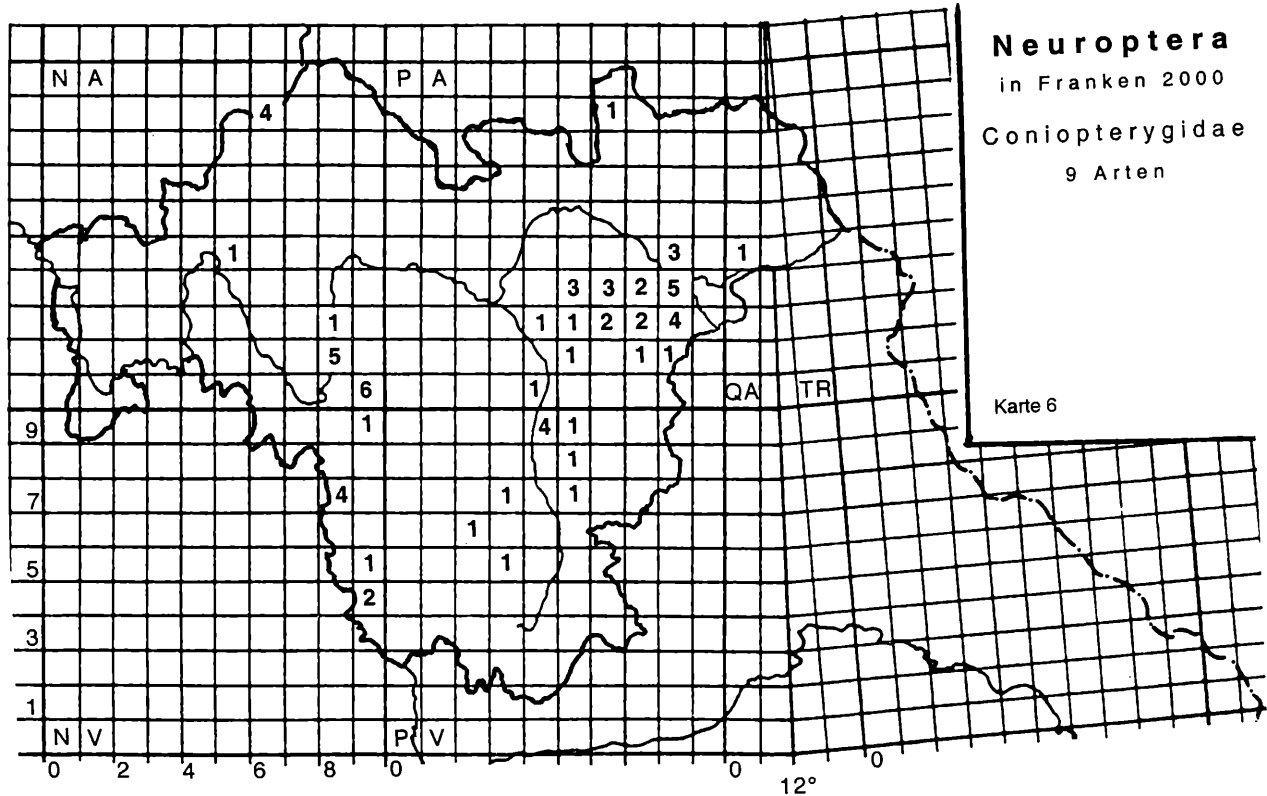 Neuroptera
in Franken 2000
Coniopterygidae
9 Arten
Karte 6
N A P A
4 1
1 3 1
3 3 2 5
1 1 1 2 2 4
5 1 1 1
6 1 QA TR
9 1 4 1
1
7 4 1 1
1
5 1 1
2
3
1
N V P V
0 2 4 6 8 0 0 0
12°